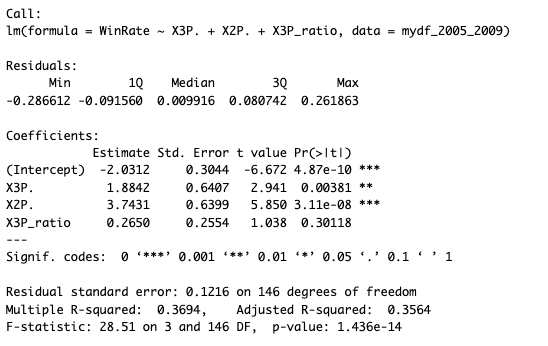 Call:
lm(formula = WinRate ~ X3P. + X2P. + X3P_ratio, data = mydf_2005_2009)
Residuals:
Min 1Q Median 3Q Max
-0.286612 -0.091560 0.009916 0.080742 0.261863
Coefficients:
Estimate Std. Error t value Pr(>|t|)
(Intercept) -2.0312 0.3044 -6.672 4.87e-10 ***
X3P. 1.8842 0.6407 2.941 0.00381 **
X2P. 3.7431 0.6399 5.850 3.11e-08 ***
X3P_ratio 0.2650 0.2554 1.038 0.30118
---
Signif. codes: 0 ‘***’ 0.001 ‘**’ 0.01 ‘*’ 0.05 ‘.’ 0.1 ‘ ’ 1
Residual standard error: 0.1216 on 146 degrees of freedom
Multiple R-squared: 0.3694, Adjusted R-squared: 0.3564
F-statistic: 28.51 on 3 and 146 DF, p-value: 1.436e-14